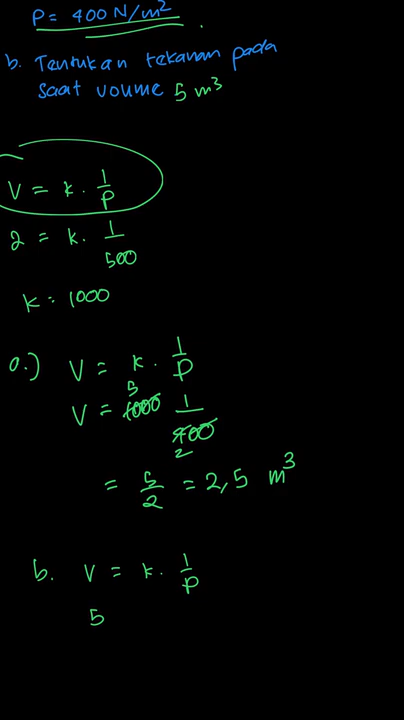 P = 400 N/m²
b. Tentukan tekanan pada
saat voume 5 m³
V = k . 1/P
2 = k . 1/500
k = 1000
a.) V = k . 1/P
V = 1000 5 1/400 2
= 5/2 = 2,5 m³
b. V = k . 1/P
5